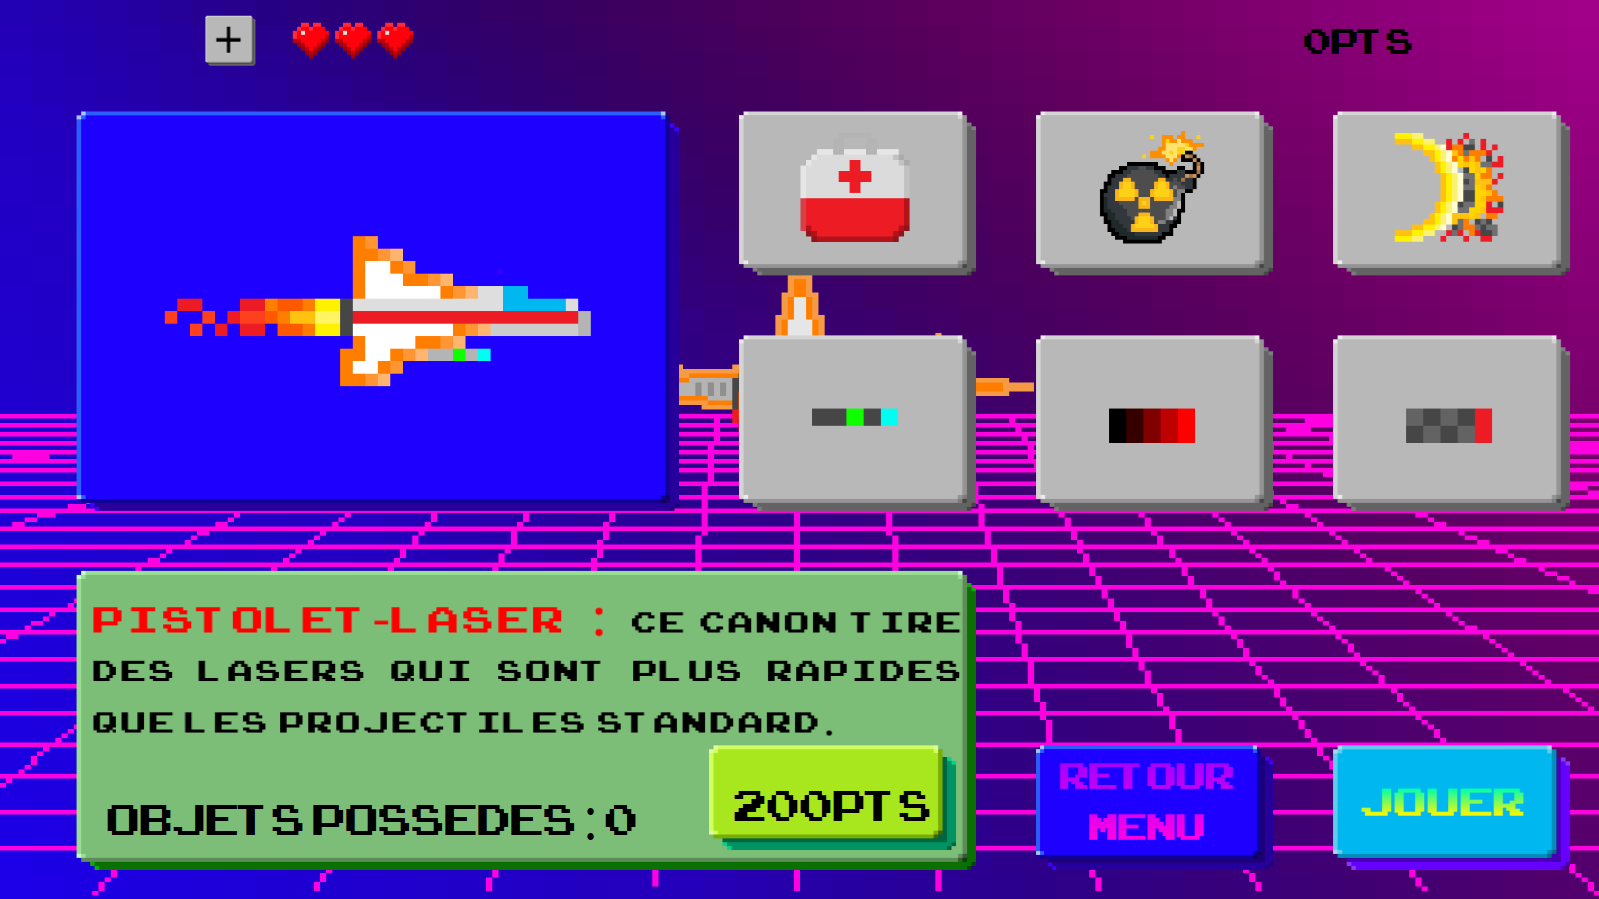 +
0PTS
PISTOLET-LASER : CE CANON TIRE
DES LASERS QUI SONT PLUS RAPIDES
QUE LES PROJECTILES STANDARD.
OBJETS POSSEDES:0
200PTS
RETOUR
MENU
JOUER